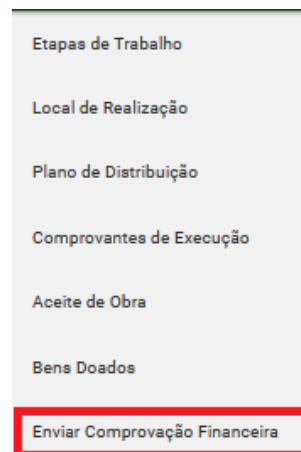 Etapas de Trabalho
Local de Realização
Plano de Distribuição
Comprovantes de Execução
Aceite de Obra
Bens Doados
Enviar Comprovação Financeira